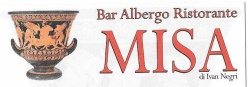 Bar Albergo Ristorante
MISA
di Ivan Negri